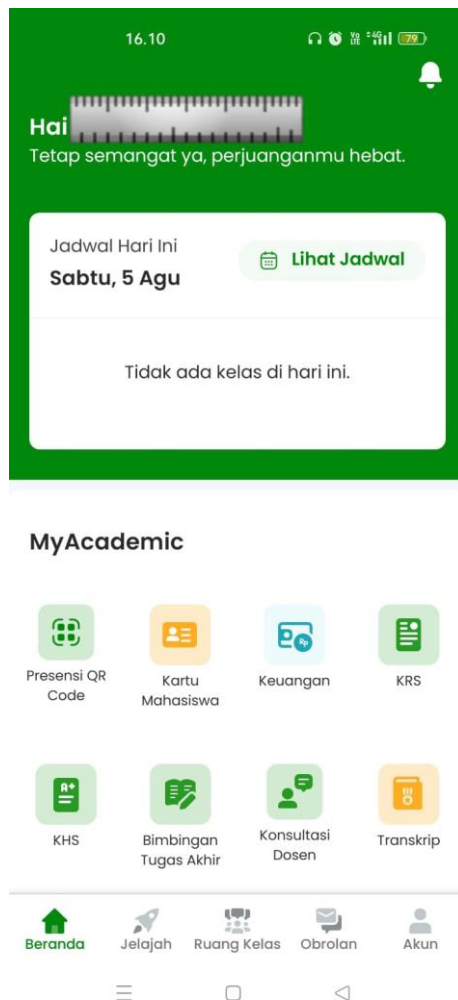 16.10
79
Hai
Tetap semangat ya, perjuanganmu hebat.
Jadwal Hari Ini
Lihat Jadwal
Sabtu, 5 Agu
Tidak ada kelas di hari ini.
MyAcademic
Presensi QR
Code
Kartu
Mahasiswa
Keuangan
KRS
KHS
Bimbingan
Tugas Akhir
Konsultasi
Dosen
Transkrip
Beranda
Jelajah
Ruang Kelas
Obrolan
Akun